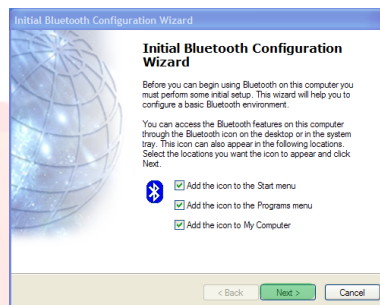 Initial Bluetooth Configuration Wizard
Initial Bluetooth Configuration
Wizard
Before you can begin using Bluetooth on this computer you
must perform some initial setup. This wizard will help you to
configure a basic Bluetooth environment.
You can access the Bluetooth features on this computer
through the Bluetooth icon on the desktop or in the system
tray. This icon can also appear in the following locations.
Select the locations you want the icon to appear and click
Next.
Add the icon to the Start menu
Add the icon to the Programs menu
Add the icon to My Computer
< Back Next > Cancel